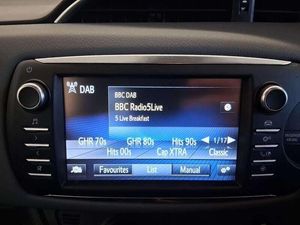 DAB
BBC DAB
BBC Radio5Live
5 Live Breakfast
GHR 70s GHR 80s Hits 90s 1/17
Hits 00s Cap XTRA Classic
Favourites List Manual